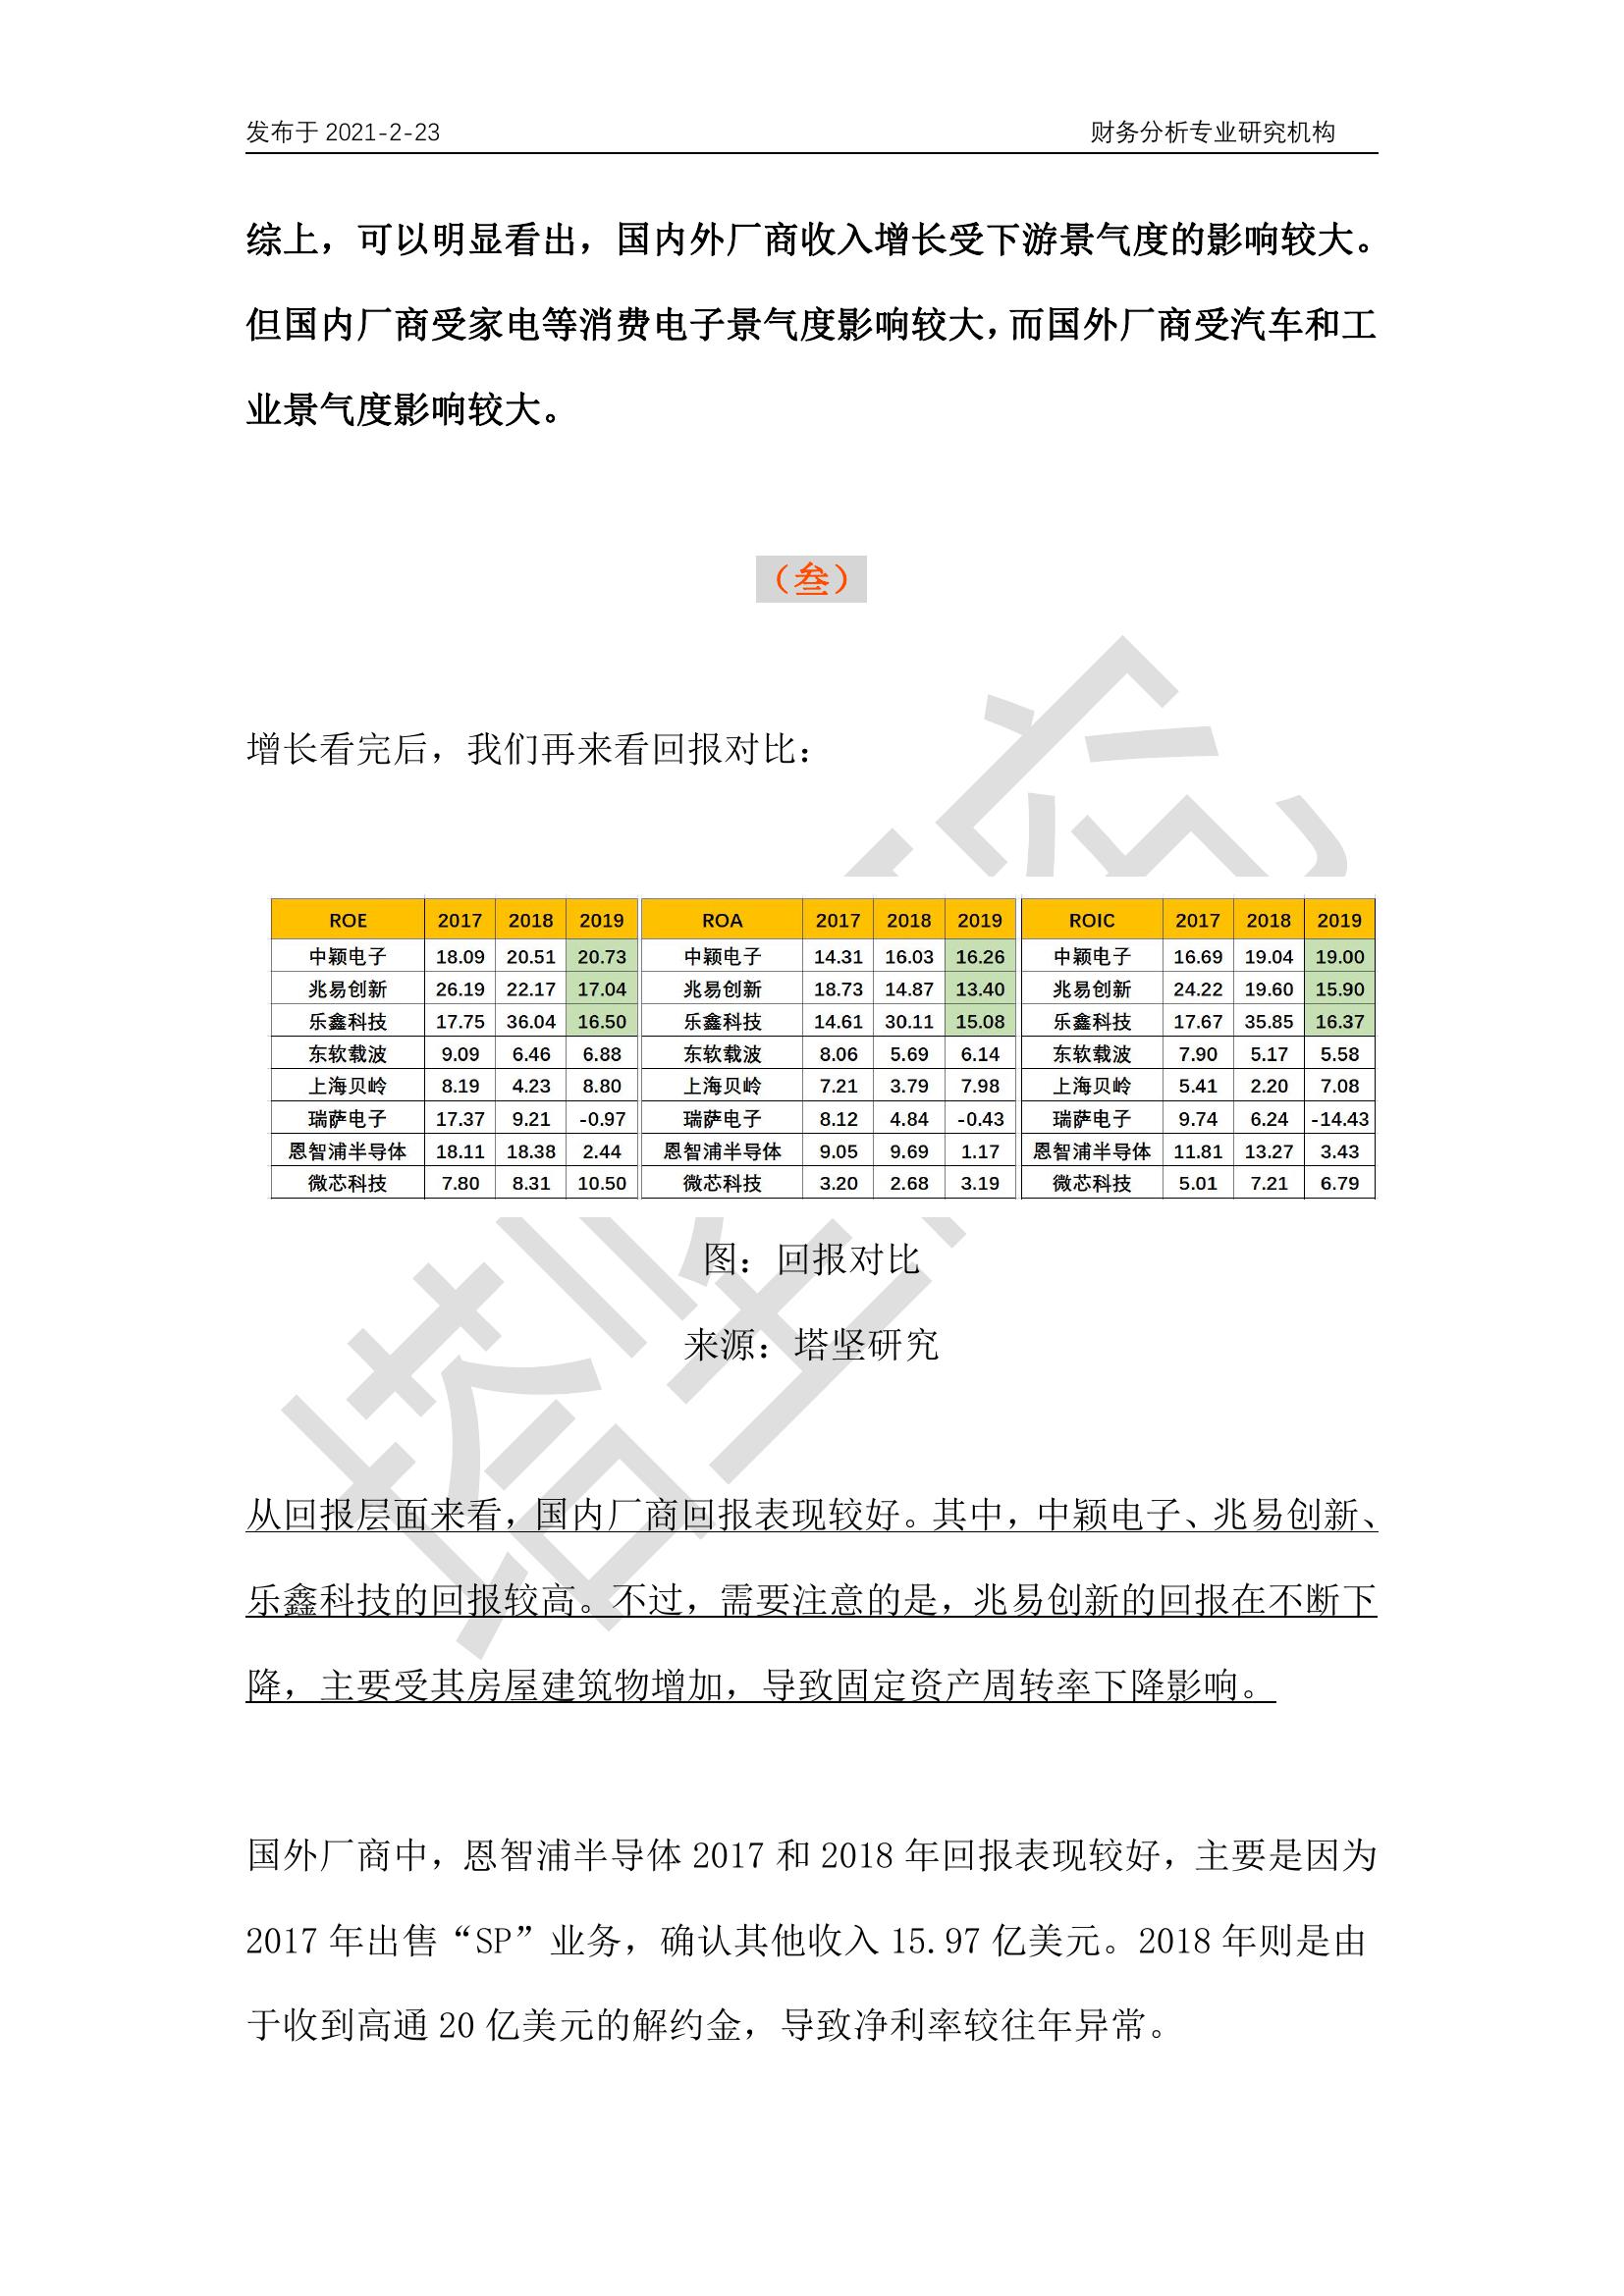 发布于 2021-2-23 财务分析专业研究机构
综上，可以明显看出，国内外厂商收入增长受下游景气度的影响较大。
但国内厂商受家电等消费电子景气度影响较大，而国外厂商受汽车和工
业景气度影响较大。
（叁）
增长看完后，我们再来看回报对比：
ROE 2017 2018 2019 ROA 2017 2018 2019 ROIC 2017 2018 2019
中颖电子 18.09 20.51 20.73 中颖电子 14.31 16.03 16.26 中颖电子 16.69 19.04 19.00
兆易创新 26.19 22.17 17.04 兆易创新 18.73 14.87 13.40 兆易创新 24.22 19.60 15.90
乐鑫科技 17.75 36.04 16.50 乐鑫科技 14.61 30.11 15.08 乐鑫科技 17.67 35.85 16.37
东软载波 9.09 6.46 6.88 东软载波 8.06 5.69 6.14 东软载波 7.90 5.17 5.58
上海贝岭 8.19 4.23 8.80 上海贝岭 7.21 3.79 7.98 上海贝岭 5.41 2.20 7.08
瑞萨电子 17.37 9.21 -0.97 瑞萨电子 8.12 4.84 -0.43 瑞萨电子 9.74 6.24 -14.43
恩智浦半导体 18.11 18.38 2.44 恩智浦半导体 9.05 9.69 1.17 恩智浦半导体 11.81 13.27 3.43
微芯科技 7.80 8.31 10.50 微芯科技 3.20 2.68 3.19 微芯科技 5.01 7.21 6.79
图：回报对比
来源：塔坚研究
从回报层面来看，国内厂商回报表现较好。其中，中颖电子、兆易创新、
乐鑫科技的回报较高。不过，需要注意的是，兆易创新的回报在不断下
降，主要受其房屋建筑物增加，导致固定资产周转率下降影响。
国外厂商中，恩智浦半导体 2017 和 2018 年回报表现较好，主要是因为
2017 年出售“SP”业务，确认其他收入 15.97 亿美元。2018 年则是由
于收到高通 20 亿美元的解约金，导致净利率较往年异常。